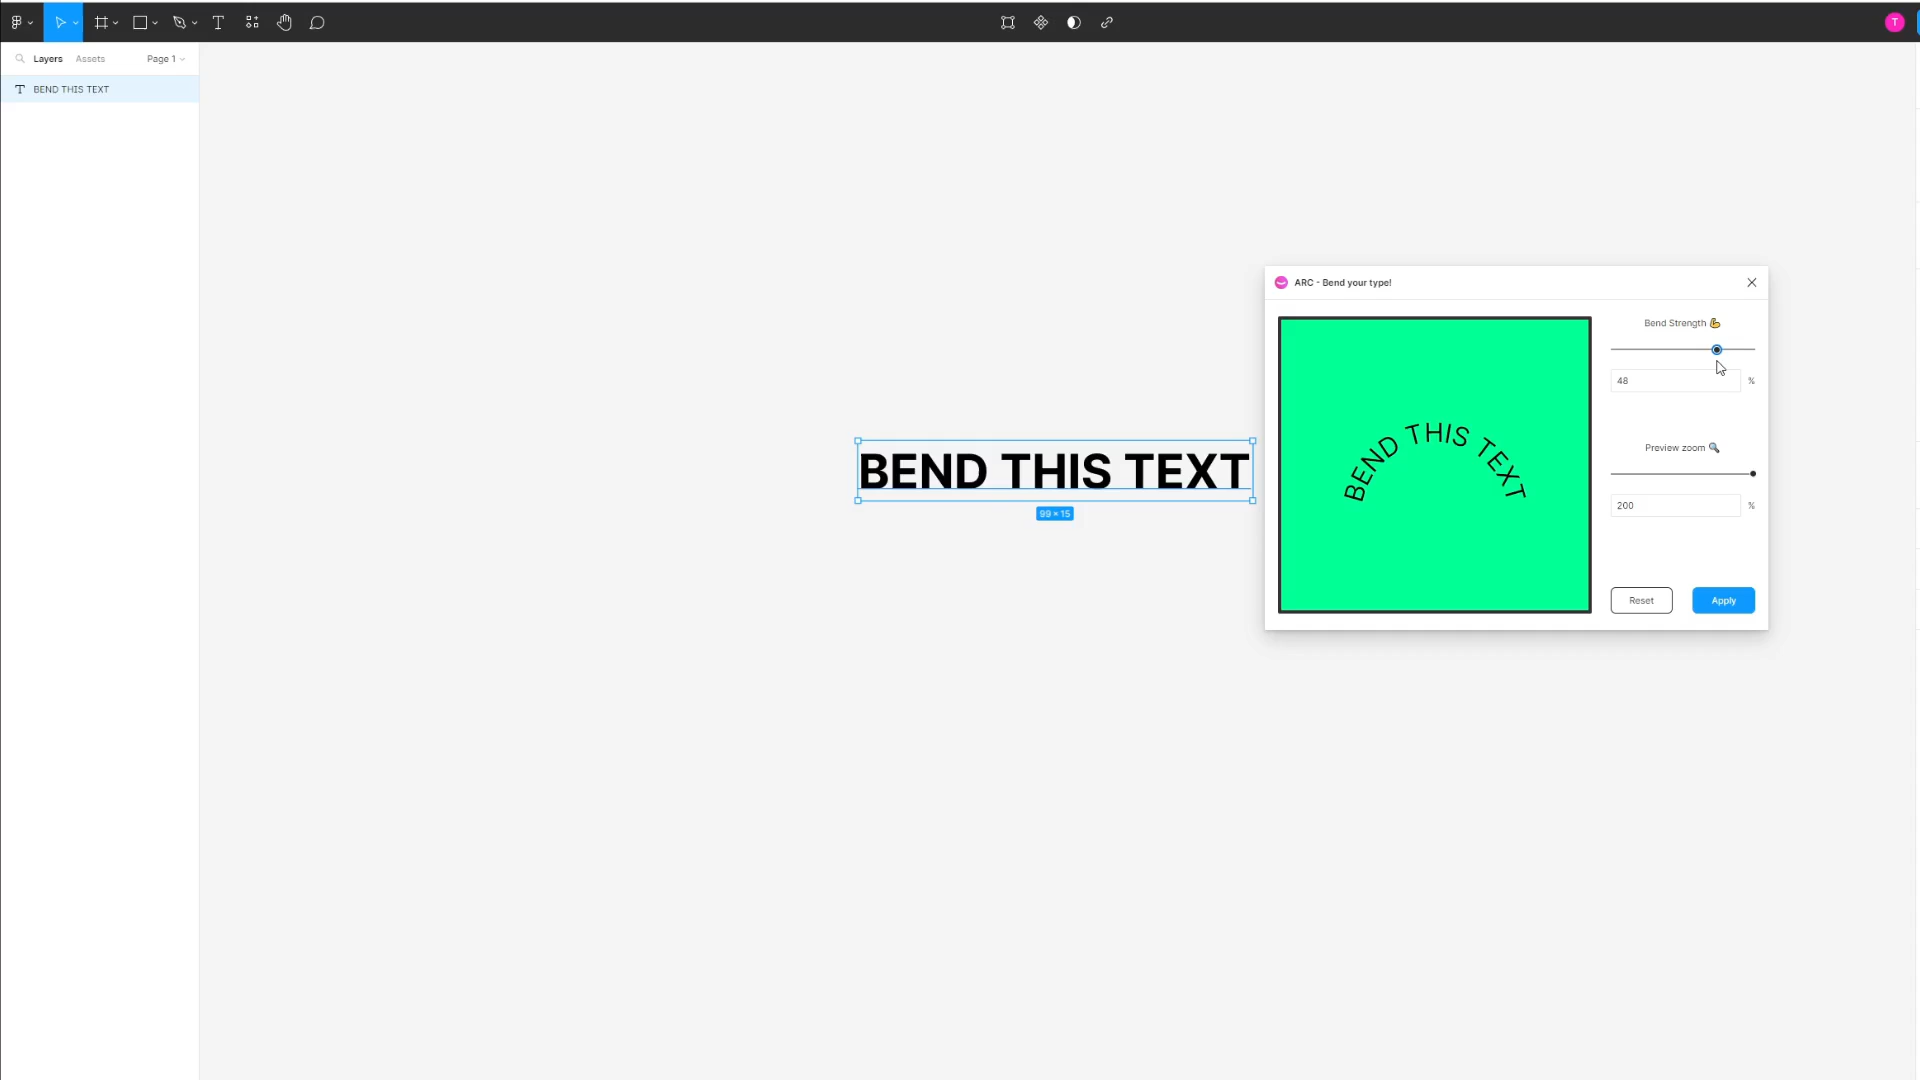 T
Layers Assets Page 1
BEND THIS TEXT
BEND THIS TEXT
99 × 15
ARC - Bend your type!
BEND THIS TEXT
Bend Strength 💪
48 %
Preview zoom 🔍
200 %
Reset Apply